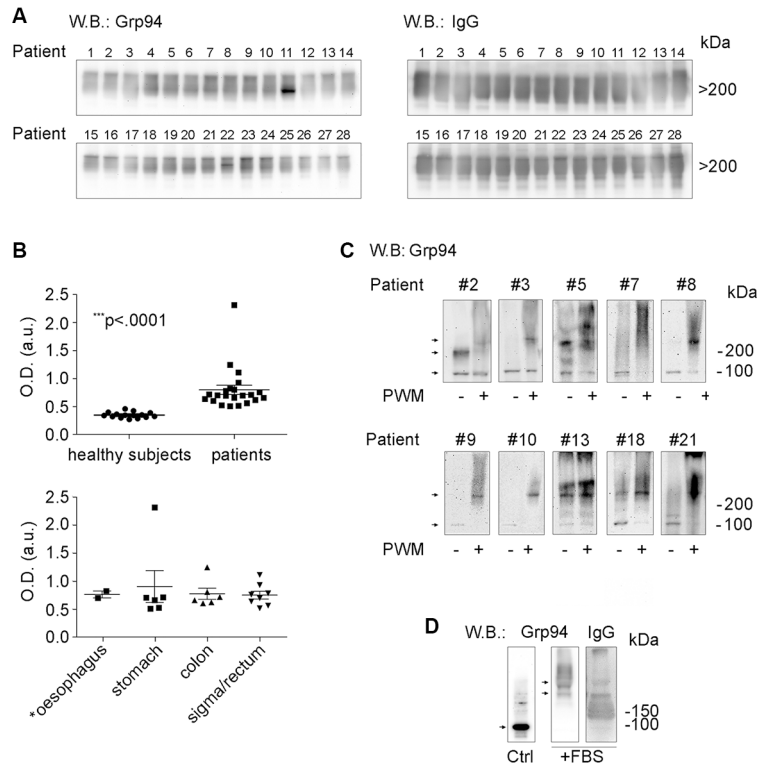 A
W.B.: Grp94 W.B.: IgG
Patient 1 2 3 4 5 6 7 8 9 10 11 12 13 14 1 2 3 4 5 6 7 8 9 10 11 12 13 14 kDa
>200
Patient 15 16 17 18 19 20 21 22 23 24 25 26 27 28 15 16 17 18 19 20 21 22 23 24 25 26 27 28
>200
B
2.5
2.0
1.5
1.0
0.5
0.0
O.D. (a.u.)
***p<.0001
healthy subjects patients
2.5
2.0
1.5
1.0
0.5
0.0
O.D. (a.u.)
*oesophagus
stomach
colon
sigma/rectum
C
W.B: Grp94
Patient #2 #3 #5 #7 #8 kDa
- 200
- 100
PWM - + - + - + - + - +
Patient #9 #10 #13 #18 #21
- 200
- 100
PWM - + - + - + - + - +
D
W.B.: Grp94 IgG kDa
-150
-100
Ctrl +FBS